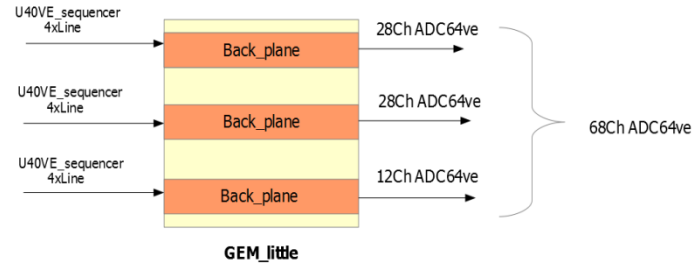 U40VE_sequencer
4xLine
Back_plane
28Ch ADC64ve
U40VE_sequencer
4xLine
Back_plane
28Ch ADC64ve
68Ch ADC64ve
U40VE_sequencer
4xLine
Back_plane
12Ch ADC64ve
GEM_little